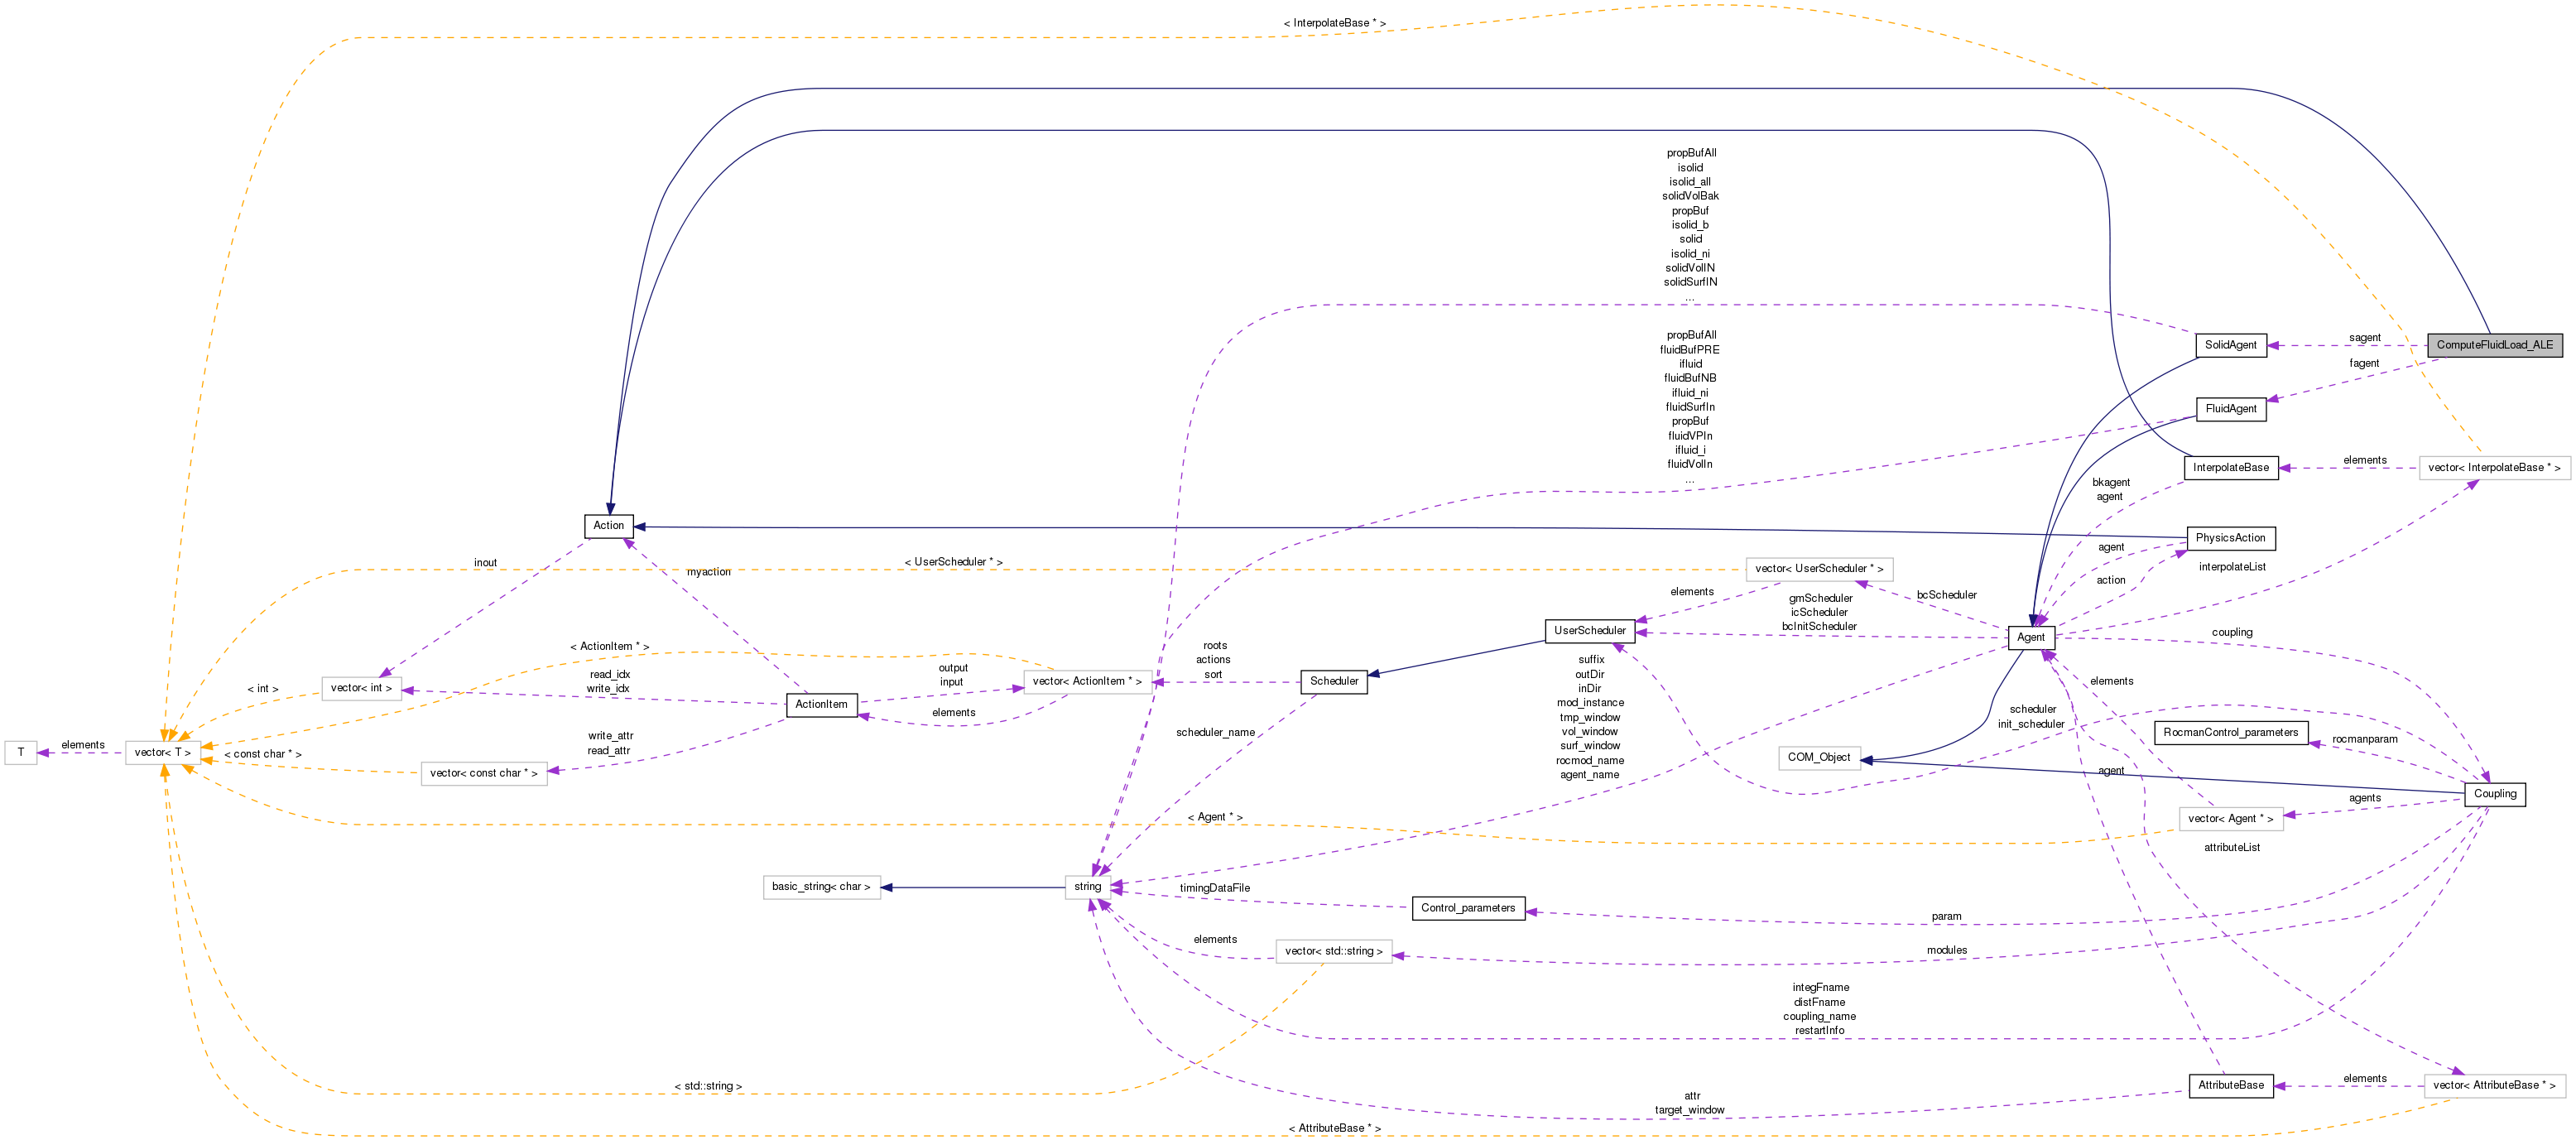 < InterpolateBase * >
propBufAll
isolid
isolid_all
solidVolBak
propBuf
isolid_b
solid
isolid_ni
solidVolIN
solidSurfIN
...
propBufAll
fluidBufPRE
ifluid
fluidBufNB
ifluid_ni
fluidSurfIn
propBuf
fluidVPIn
ifluid_i
fluidVolIn
...
SolidAgent
sagent
ComputeFluidLoad_ALE
fagent
FluidAgent
InterpolateBase
elements
vector< InterpolateBase * >
bkagent
agent
Action
PhysicsAction
agent
action
interpolateList
inout
myaction
< UserScheduler * >
vector< UserScheduler * >
elements
bcScheduler
gmScheduler
icScheduler
bcInitScheduler
UserScheduler
Agent
coupling
< ActionItem * >
roots
actions
sort
output
input
read_idx
write_idx
< int >
vector< int >
ActionItem
vector< ActionItem * >
elements
Scheduler
suffix
outDir
inDir
mod_instance
tmp_window
vol_window
surf_window
rocmod_name
agent_name
elements
scheduler
init_scheduler
RocmanControl_parameters
rocmanparam
scheduler_name
T
elements
vector< T >
< const char * >
write_attr
read_attr
vector< const char * >
COM_Object
agent
Coupling
agents
vector< Agent * >
< Agent * >
attributeList
basic_string< char >
string
timingDataFile
Control_parameters
param
elements
vector< std::string >
modules
integFname
distFname
coupling_name
restartInfo
< std::string >
attr
target_window
AttributeBase
elements
vector< AttributeBase * >
< AttributeBase * >